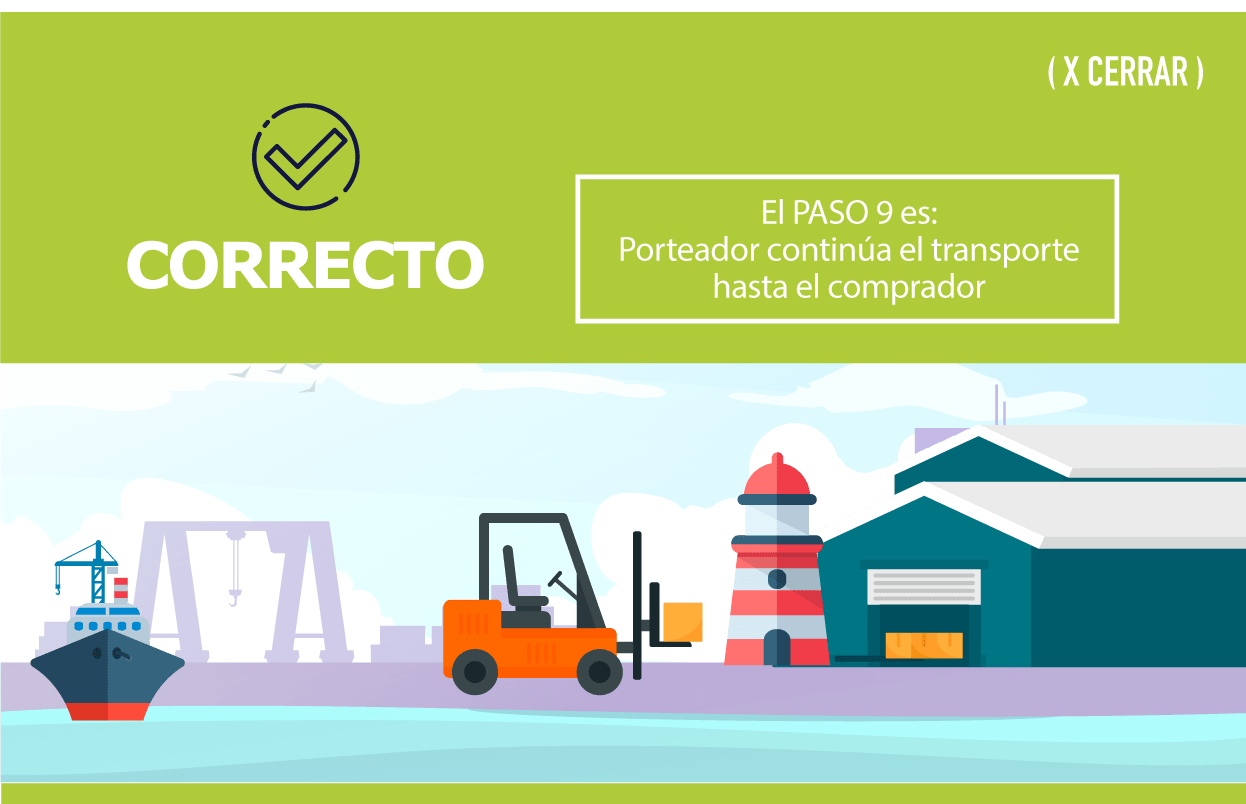 ( X CERRAR )
CORRECTO
El PASO 9 es:
Porteador continúa el transporte
hasta el comprador